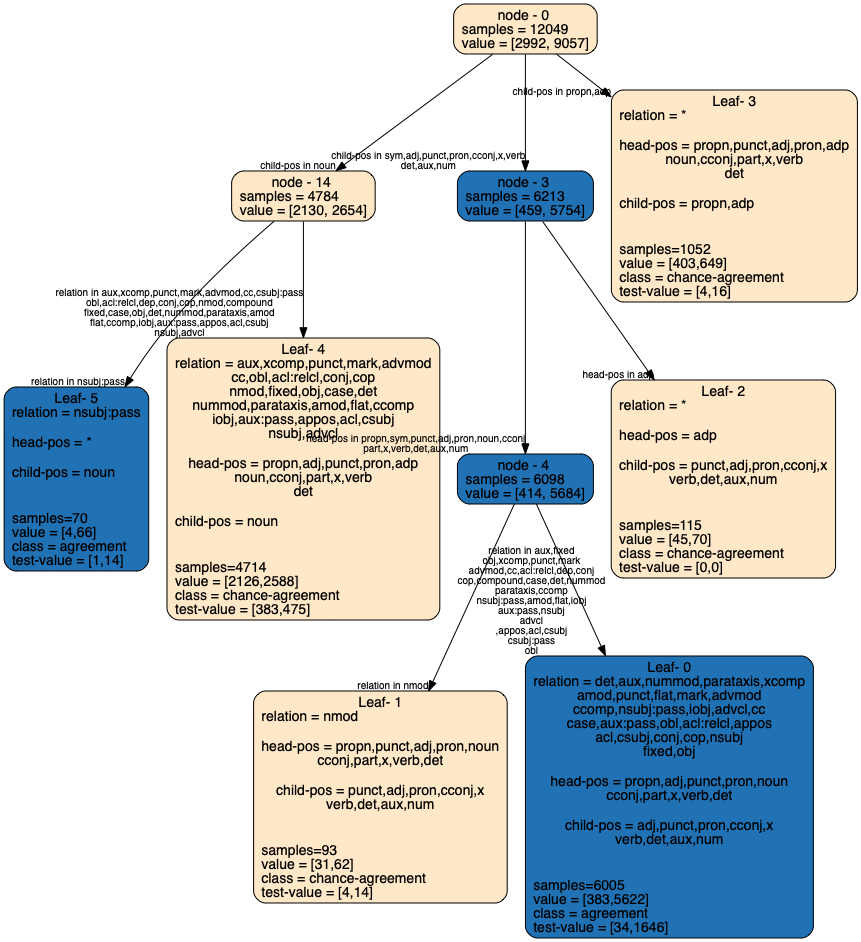 node - 0
samples = 12049
value = [2992, 9057]
child-pos in propn,adp
Leaf- 3
relation = *
head-pos = propn,punct,adj,pron,adp
noun,cconj,part,x,verb
det
child-pos = propn,adp
samples=1052
value = [403,649]
class = chance-agreement
test-value = [4,16]
child-pos in sym,adj,punct,pron,cconj,x,verb
det,aux,num
child-pos in noun
node - 14
samples = 4784
value = [2130, 2654]
node - 3
samples = 6213
value = [459, 5754]
relation in aux,xcomp,punct,mark,advmod,cc,csubj:pass
obl,acl:relcl,dep,conj,cop,nmod,compound
fixed,case,obj,det,nummod,parataxis,amod
flat,ccomp,iobj,aux:pass,appos,acl,csubj
nsubj,advcl
relation in nsubj:pass
Leaf- 5
relation = nsubj:pass
head-pos = *
child-pos = noun
samples=70
value = [4,66]
class = agreement
test-value = [1,14]
Leaf- 4
relation = aux,xcomp,punct,mark,advmod
cc,obl,acl:relcl,conj,cop
nmod,fixed,obj,case,det
nummod,parataxis,amod,flat,ccomp
iobj,aux:pass,appos,acl,csubj
nsubj,advcl
head-pos = propn,adj,punct,pron,adp
noun,cconj,part,x,verb
det
child-pos = noun
samples=4714
value = [2126,2588]
class = chance-agreement
test-value = [383,475]
head-pos in adp
Leaf- 2
relation = *
head-pos = adp
child-pos = punct,adj,pron,cconj,x
verb,det,aux,num
samples=115
value = [45,70]
class = chance-agreement
test-value = [0,0]
head-pos in propn,sym,punct,adj,pron,noun,cconj
part,x,verb,det,aux,num
node - 4
samples = 6098
value = [414, 5684]
relation in aux,fixed
obj,xcomp,punct,mark
advmod,cc,acl:relcl,dep,conj
cop,compound,case,det,nummod
parataxis,ccomp
nsubj:pass,amod,flat,iobj
aux:pass,nsubj
advcl
,appos,acl,csubj
csubj:pass
obl
relation in nmod
Leaf- 1
relation = nmod
head-pos = propn,punct,adj,pron,noun
cconj,part,x,verb,det
child-pos = punct,adj,pron,cconj,x
verb,det,aux,num
samples=93
value = [31,62]
class = chance-agreement
test-value = [4,14]
Leaf- 0
relation = det,aux,nummod,parataxis,xcomp
amod,punct,flat,mark,advmod
ccomp,nsubj:pass,iobj,advcl,cc
case,aux:pass,obl,acl:relcl,appos
acl,csubj,conj,cop,nsubj
fixed,obj
head-pos = propn,adj,punct,pron,noun
cconj,part,x,verb,det
child-pos = adj,punct,pron,cconj,x
verb,det,aux,num
samples=6005
value = [383,5622]
class = agreement
test-value = [34,1646]